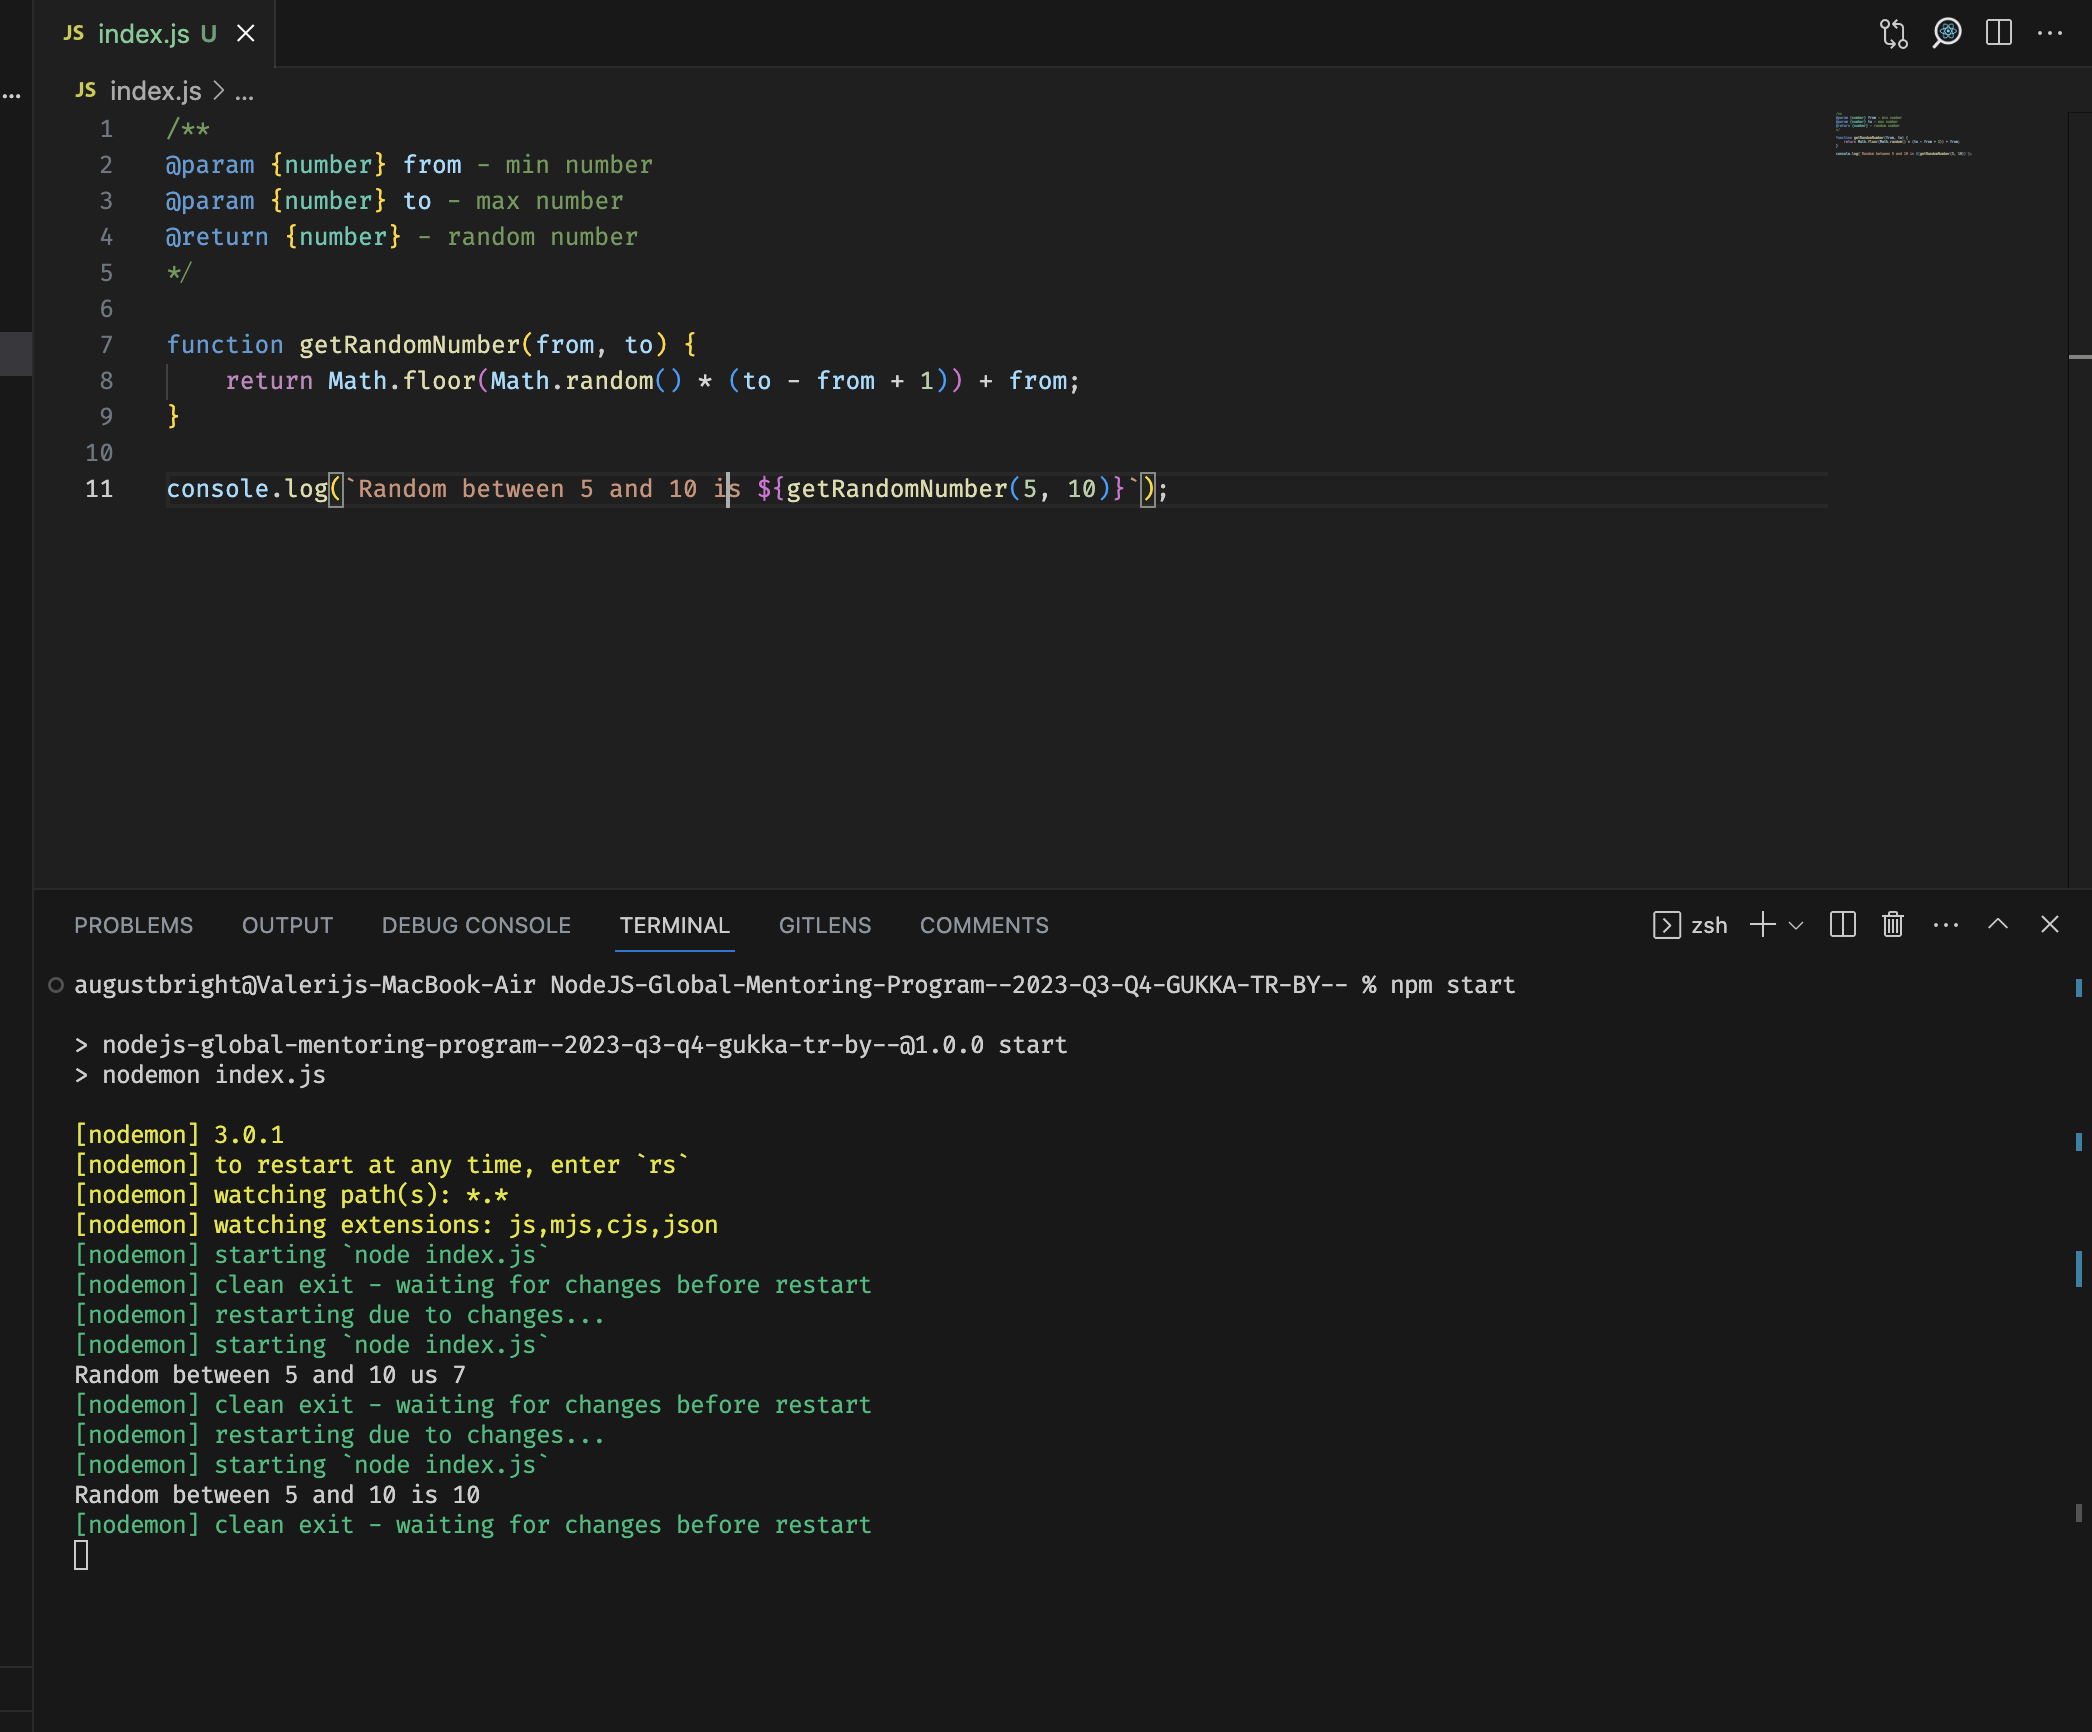 JS index.js U
JS index.js > ...
1 /**
2 @param {number} from - min number
3 @param {number} to - max number
4 @return {number} - random number
5 */
6
7 function getRandomNumber(from, to) {
8     return Math.floor(Math.random() * (to - from + 1)) + from;
9 }
10
11 console.log(`Random between 5 and 10 is ${getRandomNumber(5, 10)}`);
PROBLEMS OUTPUT DEBUG CONSOLE TERMINAL GITLENS COMMENTS zsh
augustbright@Valerijs-MacBook-Air NodeJS-Global-Mentoring-Program--2023-Q3-Q4-GUKKA-TR-BY-- % npm start
> nodejs-global-mentoring-program--2023-q3-q4-gukka-tr-by--@1.0.0 start
> nodemon index.js
[nodemon] 3.0.1
[nodemon] to restart at any time, enter `rs`
[nodemon] watching path(s): *.*
[nodemon] watching extensions: js,mjs,cjs,json
[nodemon] starting `node index.js`
[nodemon] clean exit - waiting for changes before restart
[nodemon] restarting due to changes...
[nodemon] starting `node index.js`
Random between 5 and 10 us 7
[nodemon] clean exit - waiting for changes before restart
[nodemon] restarting due to changes...
[nodemon] starting `node index.js`
Random between 5 and 10 is 10
[nodemon] clean exit - waiting for changes before restart